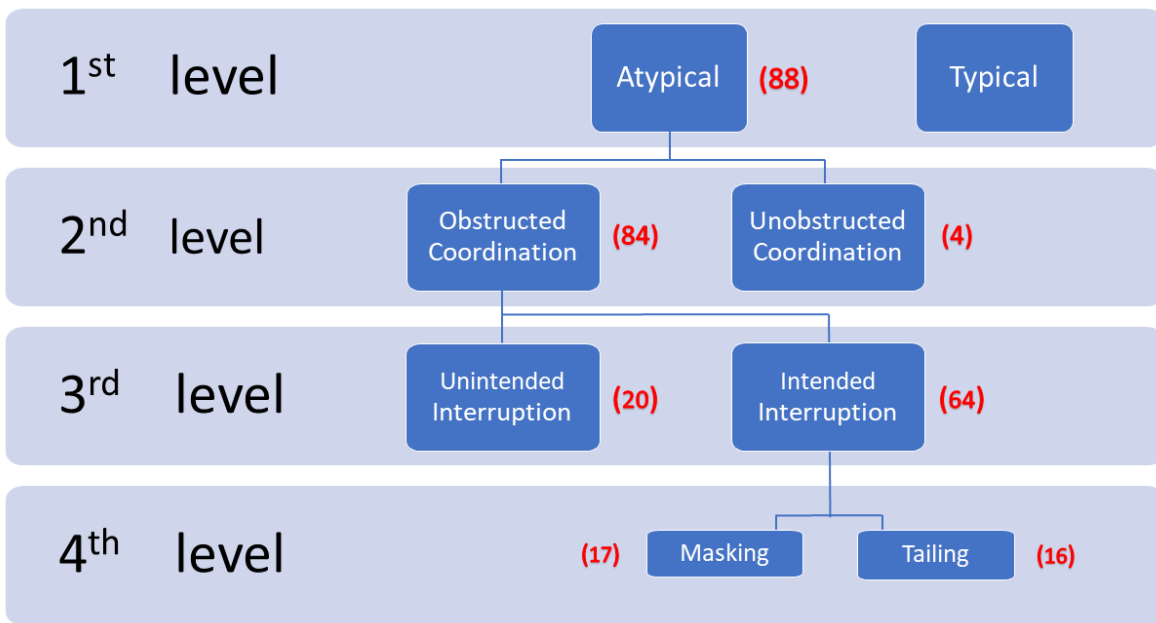 1st level
Atypical (88) Typical
2nd level
Obstructed
Coordination
(84)
Unobstructed
Coordination
(4)
3rd level
Unintended
Interruption
(20)
Intended
Interruption
(64)
4th level
(17) Masking Tailing (16)